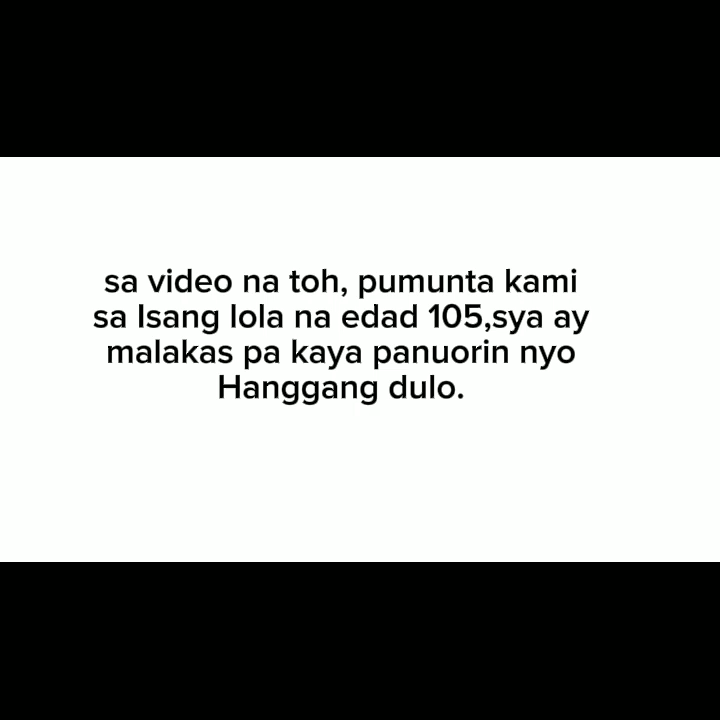 sa video na toh, pumunta kami
sa Isang lola na edad 105,sya ay
malakas pa kaya panuorin nyo
Hanggang dulo.